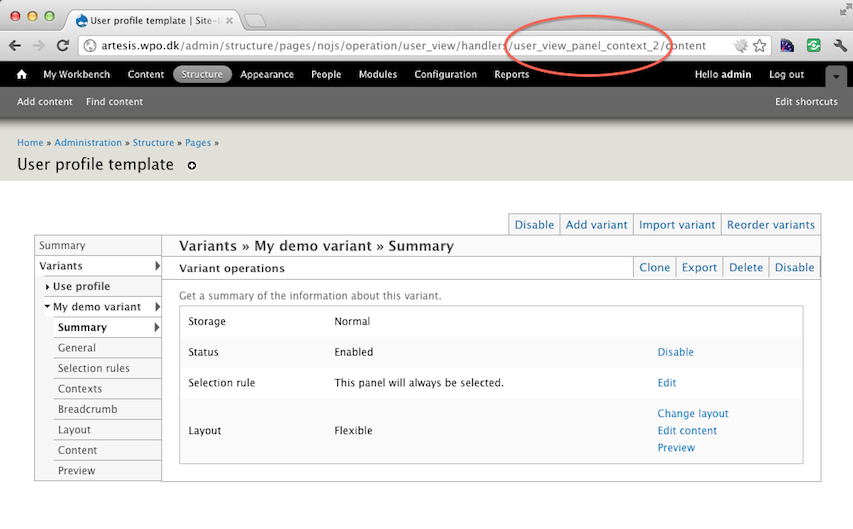 User profile template | Site-
artesis.wpo.dk/admin/structure/pages/nojs/operation/user_view/handlers/user_view_panel_context_2/content
My Workbench Content Structure Appearance People Modules Configuration Reports Hello admin Log out
Add content Find content Edit shortcuts
Home » Administration » Structure » Pages »
User profile template
Disable Add variant Import variant Reorder variants
Summary
Variants
Use profile
My demo variant
Summary
General
Selection rules
Contexts
Breadcrumb
Layout
Content
Preview
Variants » My demo variant » Summary
Variant operations Clone Export Delete Disable
Get a summary of the information about this variant.
Storage Normal
Status Enabled Disable
Selection rule This panel will always be selected. Edit
Layout Flexible Change layout
Edit content
Preview